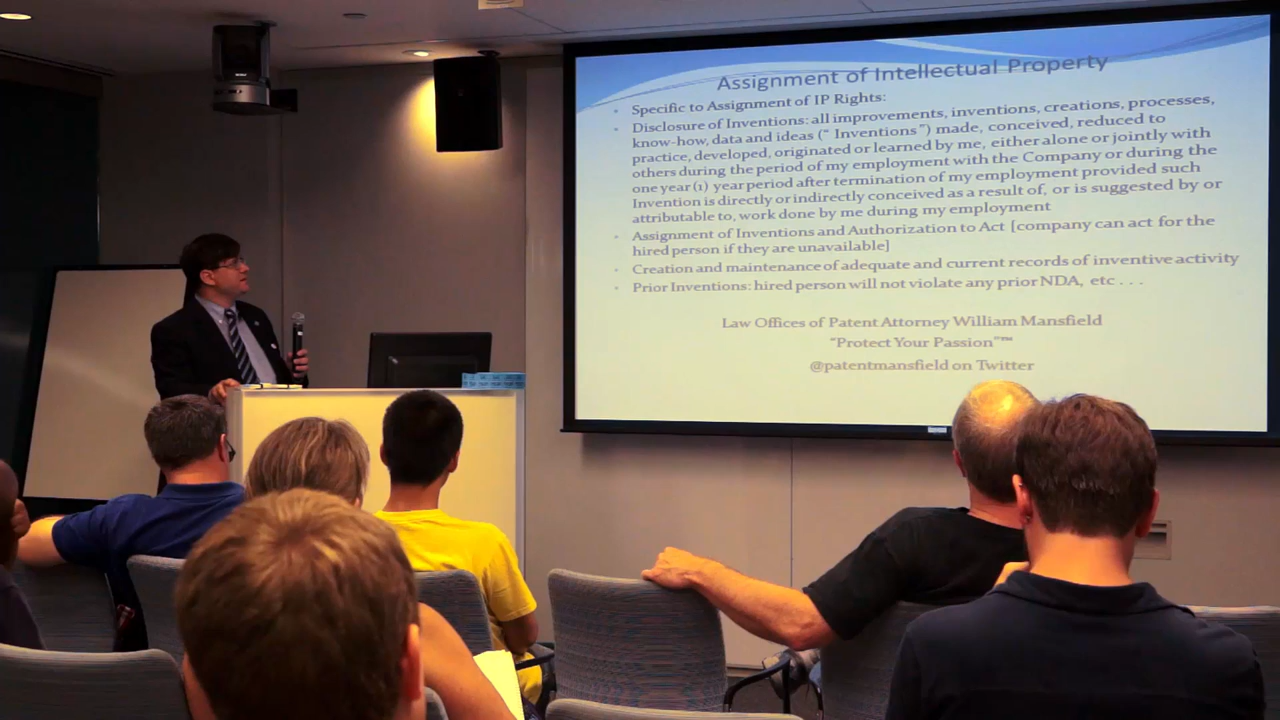 Assignment of Intellectual Property
Specific to Assignment of IP Rights:
Disclosure of Inventions: all improvements, inventions, creations, processes,
know-how, data and ideas (“ Inventions”) made, conceived, reduced to
practice, developed, originated or learned by me, either alone or jointly with
others during the period of my employment with the Company or during the
one year (1) year period after termination of my employment provided such
Invention is directly or indirectly conceived as a result of, or is suggested by or
attributable to, work done by me during my employment
Assignment of Inventions and Authorization to Act [company can act for the
hired person if they are unavailable]
Creation and maintenance of adequate and current records of inventive activity
Prior Inventions: hired person will not violate any prior NDA, etc . . .
Law Offices of Patent Attorney William Mansfield
“Protect Your Passion”™
@patentmansfield on Twitter